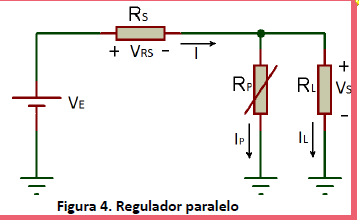 RS
+ VRS -
I
VE
RP
RL
+
VS
-
IP
IL
Figura 4. Regulador paralelo